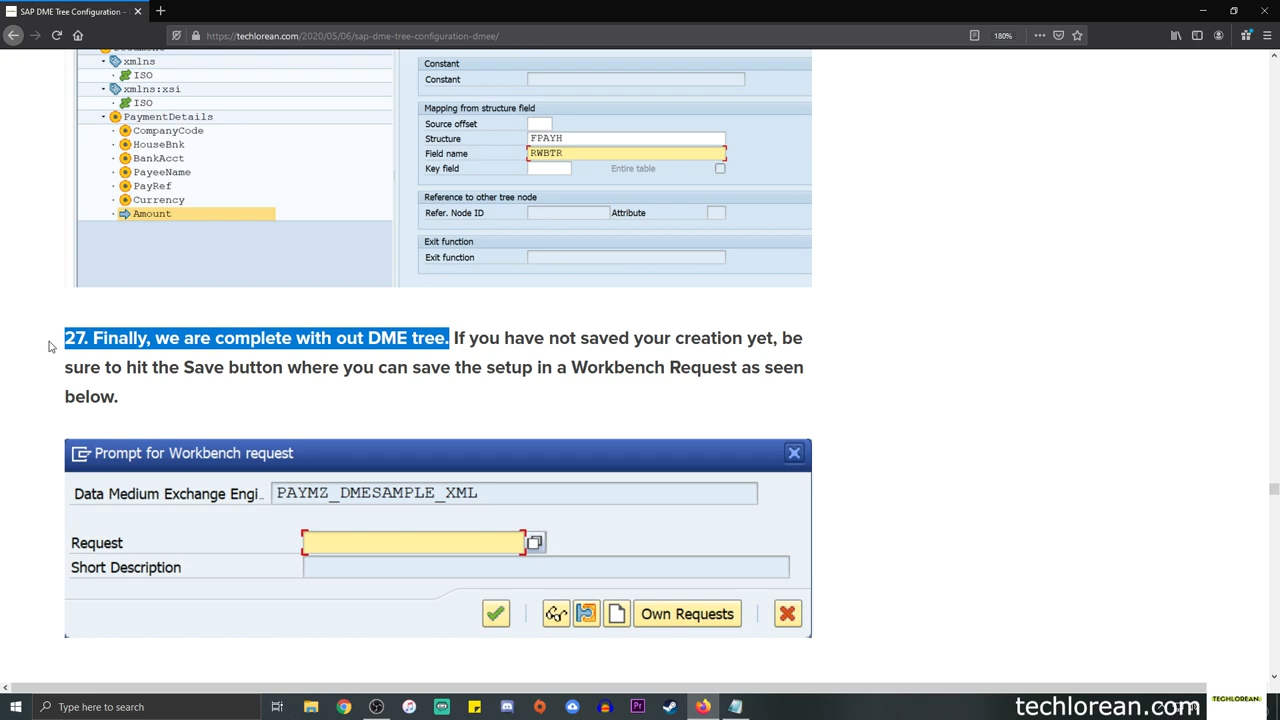 SAP DME Tree Configuration –
https://techlorean.com/2020/05/06/sap-dme-tree-configuration-dmee/
180%
xmlns
ISO
xmlns:xsi
ISO
PaymentDetails
CompanyCode
HouseBnk
BankAcct
PayeeName
PayRef
Currency
Amount
Constant
Constant
Mapping from structure field
Source offset
Structure FPAYH
Field name RWBTR
Key field Entire table
Reference to other tree node
Refer. Node ID Attribute
Exit function
Exit function
27. Finally, we are complete with out DME tree. If you have not saved your creation yet, be
sure to hit the Save button where you can save the setup in a Workbench Request as seen
below.
Prompt for Workbench request
Data Medium Exchange Engi.. PAYMZ_DMESAMPLE_XML
Request
Short Description
Own Requests
Type here to search
techlorean.com
TECHLOREAN.